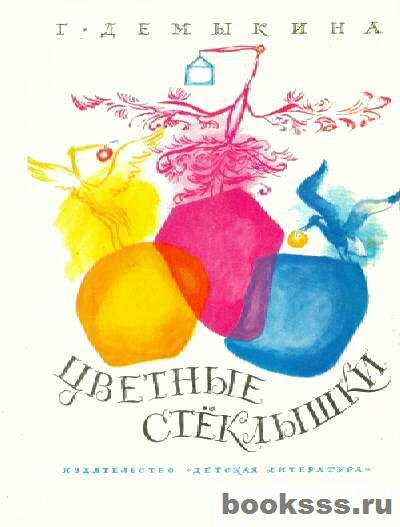 Г · ДЕМЫКИНА
ЦВЕТНЫЕ
СТЁКЛЫШКИ
ИЗДАТЕЛЬСТВО «ДЕТСКАЯ ЛИТЕРАТУРА»
booksss.ru